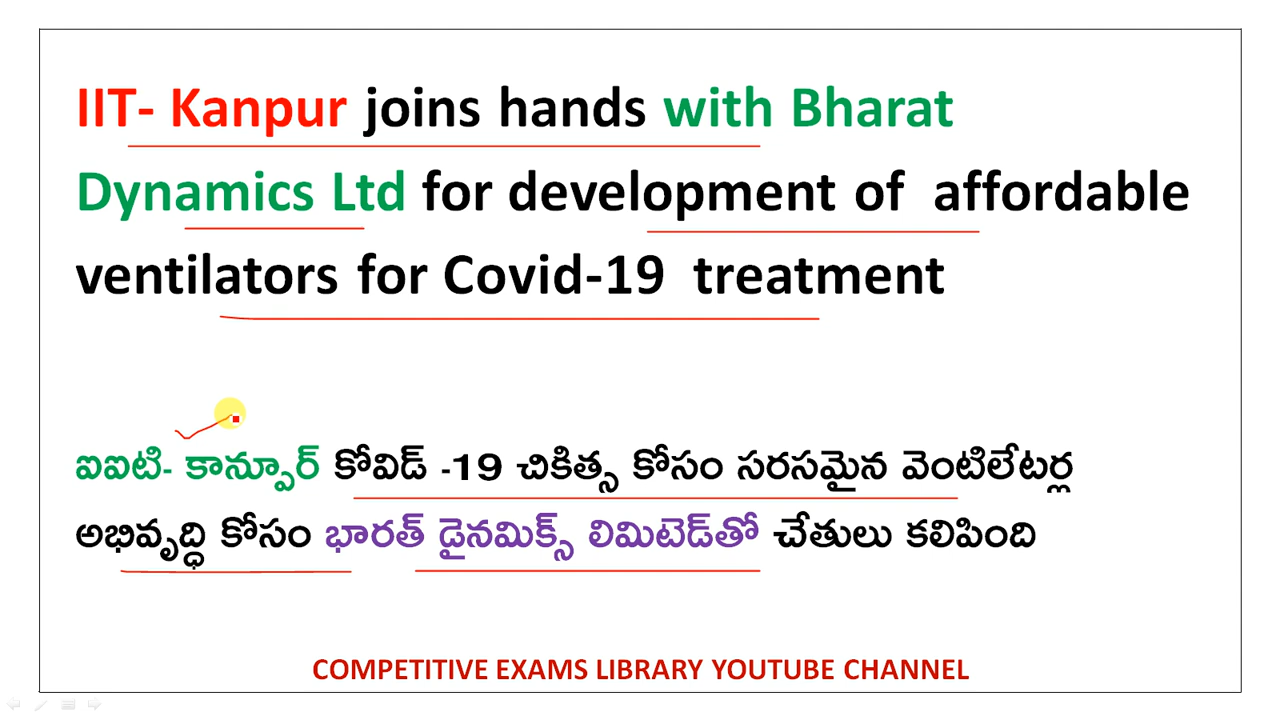 IIT- Kanpur joins hands with Bharat
Dynamics Ltd for development of affordable
ventilators for Covid-19 treatment
ఐఐటి- కాన్పూర్ కోవిడ్ -19 చికిత్స కోసం సరసమైన వెంటిలేటర్ల
అభివృద్ధి కోసం భారత్ డైనమిక్స్ లిమిటెడ్‌తో చేతులు కలిపింది
COMPETITIVE EXAMS LIBRARY YOUTUBE CHANNEL